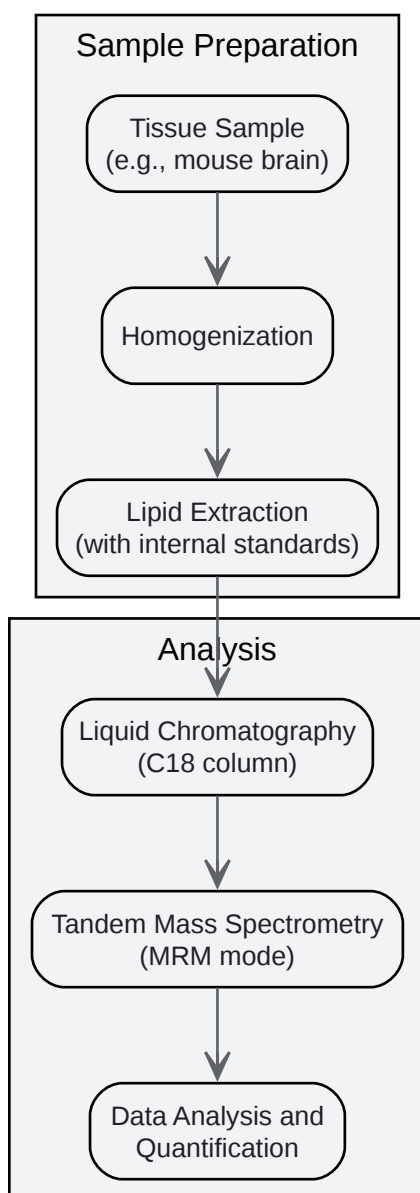 Sample Preparation
Tissue Sample
(e.g., mouse brain)
Homogenization
Lipid Extraction
(with internal standards)
Analysis
Liquid Chromatography
(C18 column)
Tandem Mass Spectrometry
(MRM mode)
Data Analysis and
Quantification